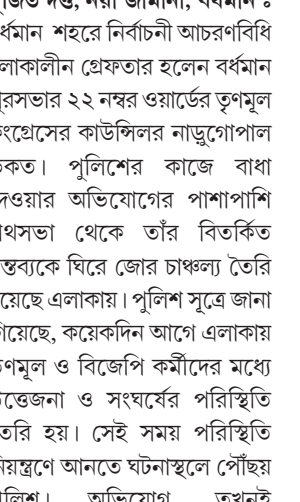 সুজিত দত্ত, নয়া জামানা, বর্ধমান ঃ
র্ধমান শহরে নির্বাচনী আচরণবিধি
লাকালীন গ্রেফতার হলেন বর্ধমান
পুরসভার ২২ নম্বর ওয়ার্ডের তৃণমূল
ংগ্রেসের কাউন্সিলর নাড়ুগোপাল
কত। পুলিশের কাজে বাধা
দওয়ার অভিযোগের পাশাপাশি
থসভা থেকে তাঁর বিতর্কিত
ন্তব্যকে ঘিরে জোর চাঞ্চল্য তৈরি
য়েছে এলাকায়। পুলিশ সূত্রে জানা
গিয়েছে, কয়েকদিন আগে এলাকায়
তৃণমূল ও বিজেপি কর্মীদের মধ্যে
উত্তেজনা ও সংঘর্ষের পরিস্থিতি
তরি হয়। সেই সময় পরিস্থিতি
নিয়ন্ত্রণে আনতে ঘটনাস্থলে পৌঁছয়
পুলিশ। অভিযোগ, তখনই